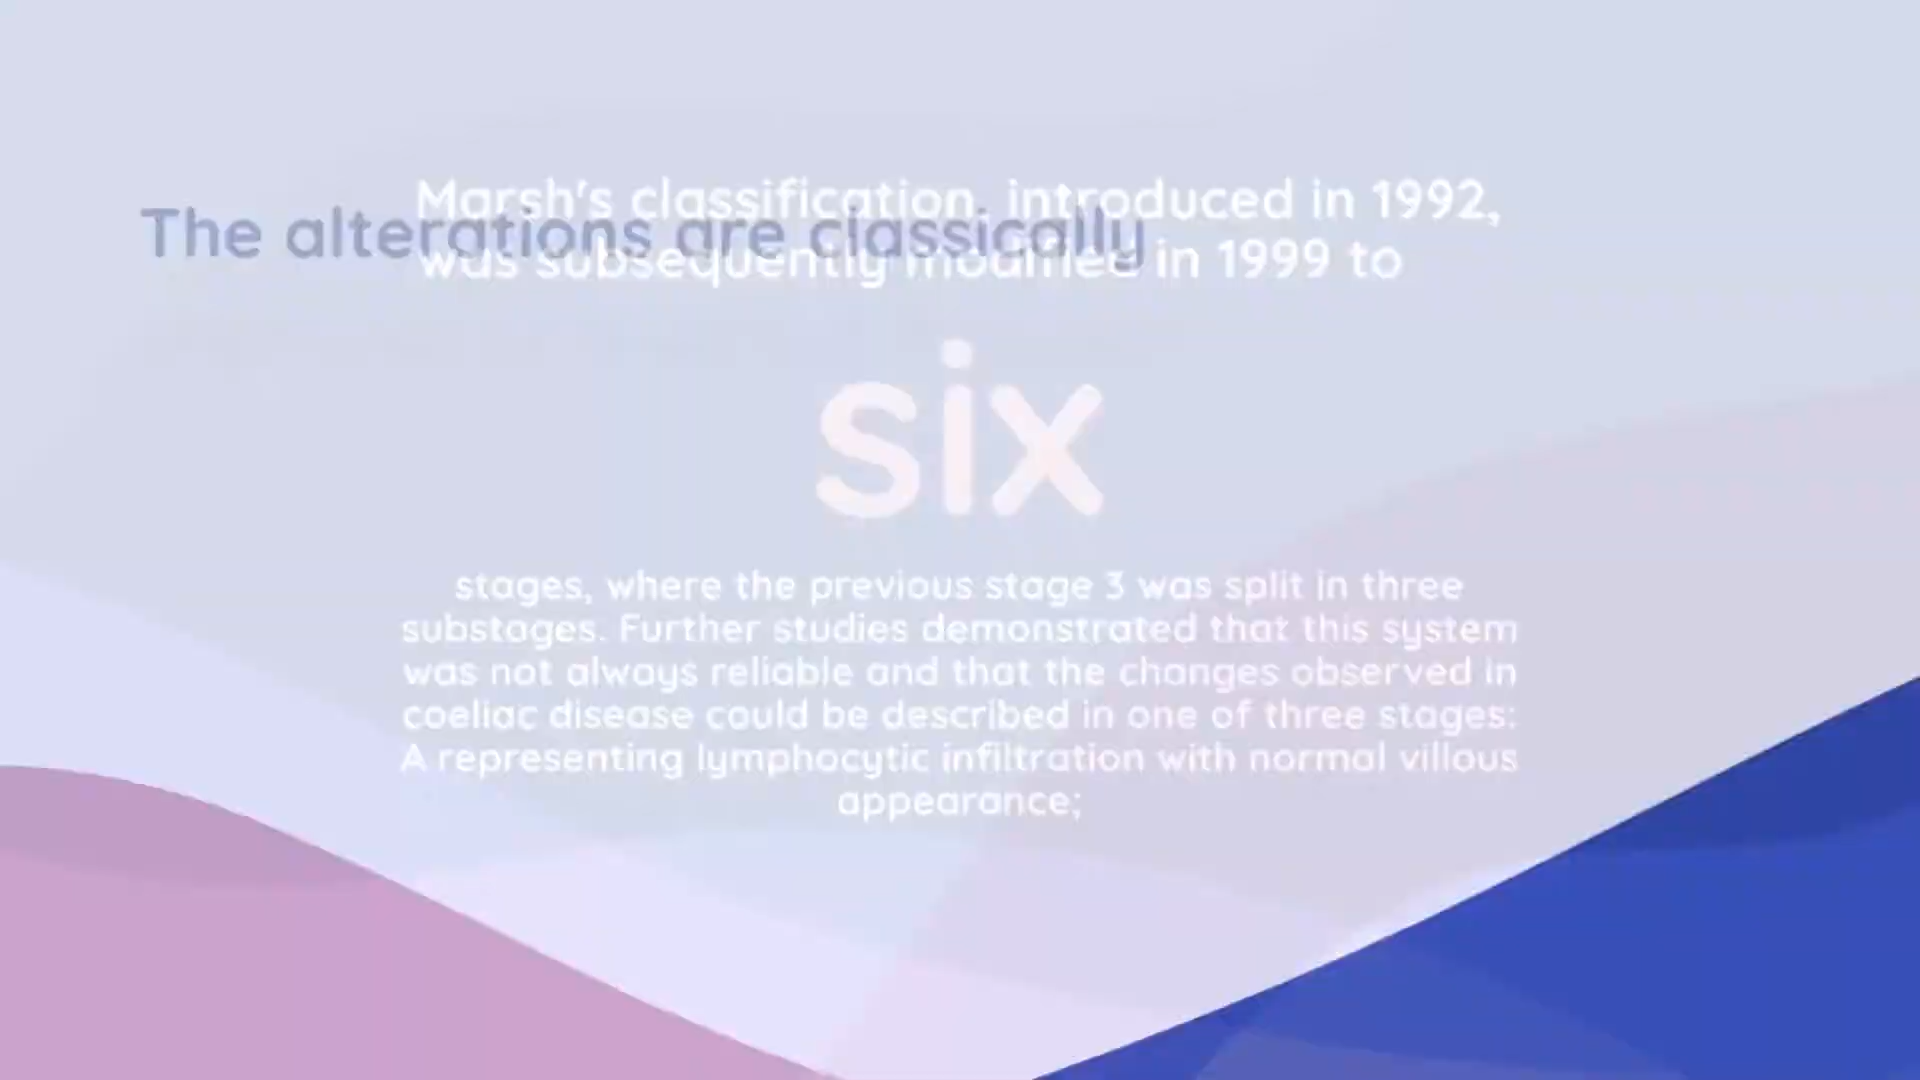 Marsh's classification, introduced in 1992,
The alterations are classically
was subsequently modified in 1999 to
six
stages, where the previous stage 3 was split in three
substages. Further studies demonstrated that this system
was not always reliable and that the changes observed in
coeliac disease could be described in one of three stages:
A representing lymphocytic infiltration with normal villous
appearance;